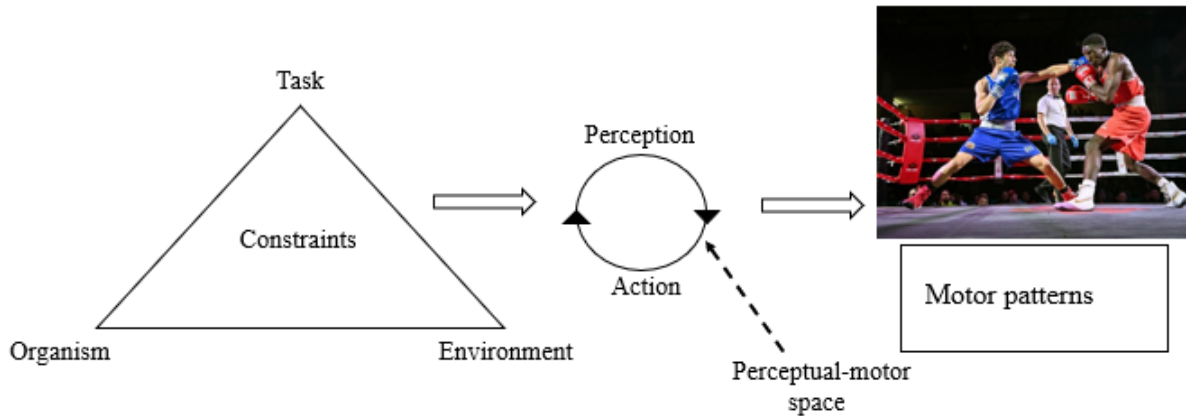 Task
Perception
Constraints
Action
Motor patterns
Organism
Environment
Perceptual-motor
space